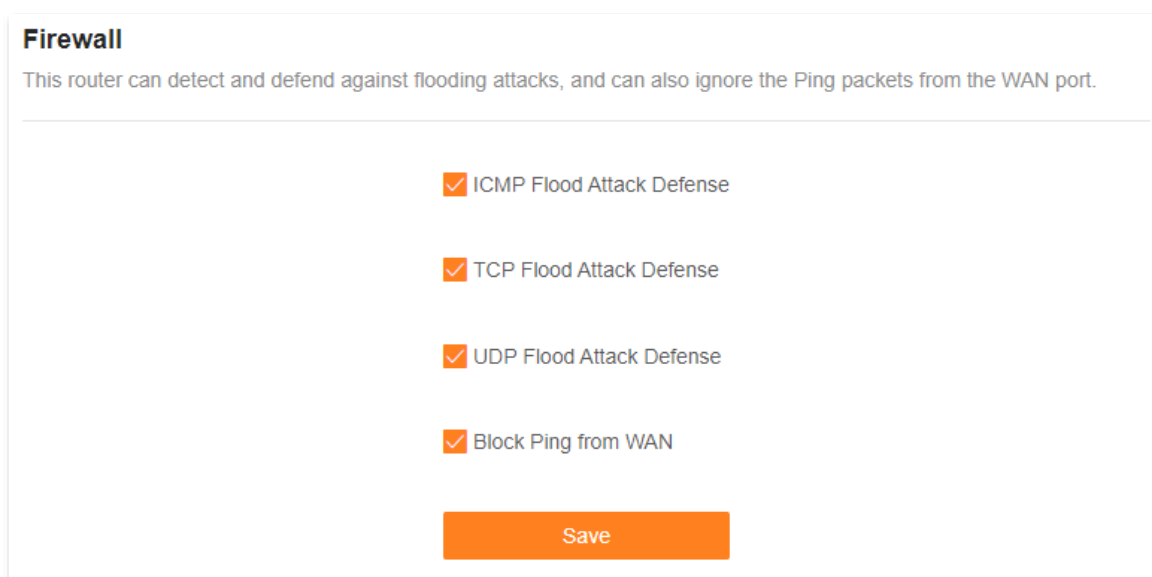 Firewall
This router can detect and defend against flooding attacks, and can also ignore the Ping packets from the WAN port.
ICMP Flood Attack Defense
TCP Flood Attack Defense
UDP Flood Attack Defense
Block Ping from WAN
Save